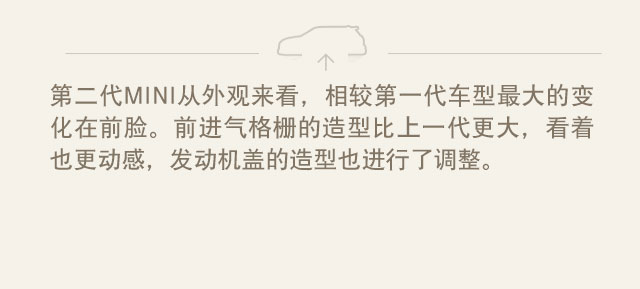 第二代MINI从外观来看，相较第一代车型最大的变
化在前脸。前进气格栅的造型比上一代更大，看着
也更动感，发动机盖的造型也进行了调整。